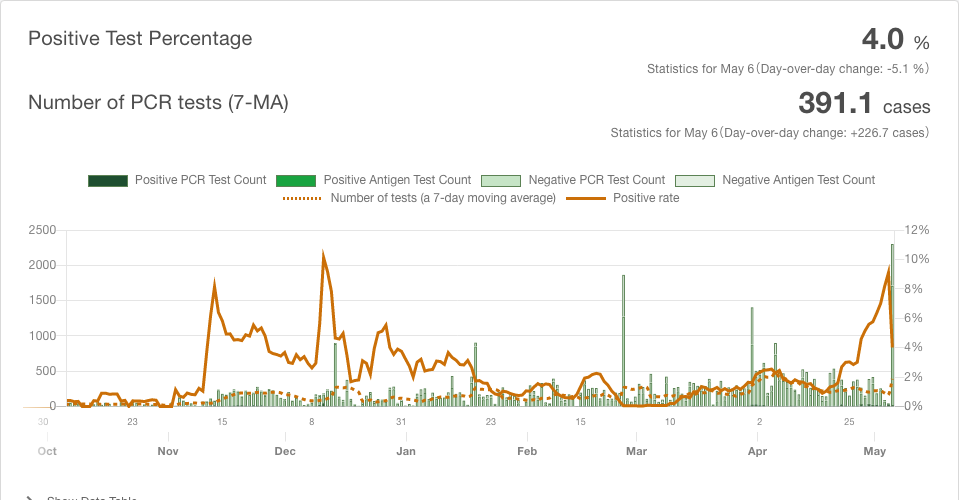 Positive Test Percentage
4.0 %
Statistics for May 6(Day-over-day change: -5.1 %)
Number of PCR tests (7-MA)
391.1 cases
Statistics for May 6(Day-over-day change: +226.7 cases)
Positive PCR Test Count Positive Antigen Test Count Negative PCR Test Count Negative Antigen Test Count
Number of tests (a 7-day moving average) Positive rate
2500 12%
2000 10%
1500 8%
1000 6%
500 4%
0 2%
0%
30 23 15 8 31 23 15 10 2 25
Oct Nov Dec Jan Feb Mar Apr May
Show Data Table